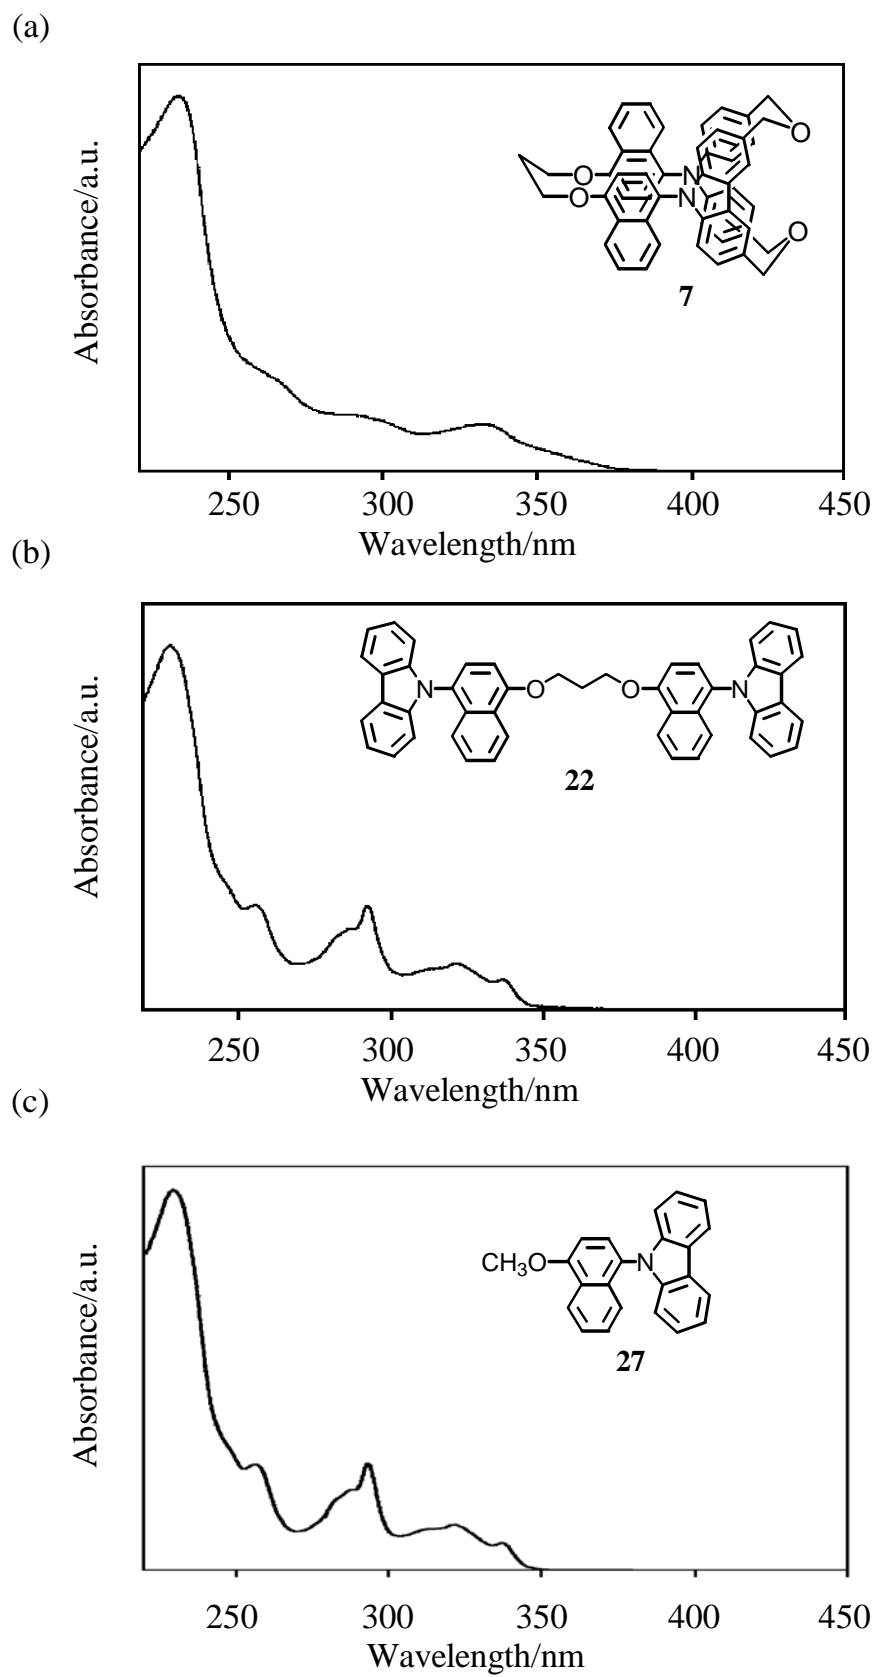 (a)
Absorbance/a.u.
O
N
O
O
N
O
7
250 300 350 400 450
Wavelength/nm
(b)
Absorbance/a.u.
N
O
O
N
22
250 300 350 400 450
Wavelength/nm
(c)
Absorbance/a.u.
CH3O
N
27
250 300 350 400 450
Wavelength/nm